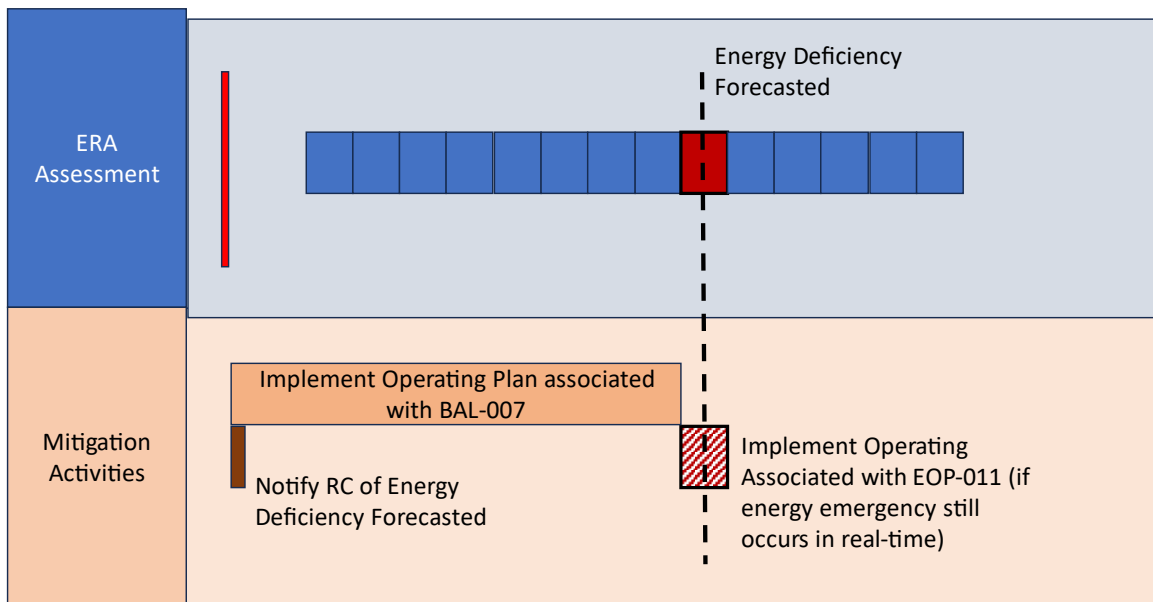 ERA
Assessment
Energy Deficiency
Forecasted
Mitigation
Activities
Implement Operating Plan associated
with BAL-007
Notify RC of Energy
Deficiency Forecasted
Implement Operating
Associated with EOP-011 (if
energy emergency still
occurs in real-time)